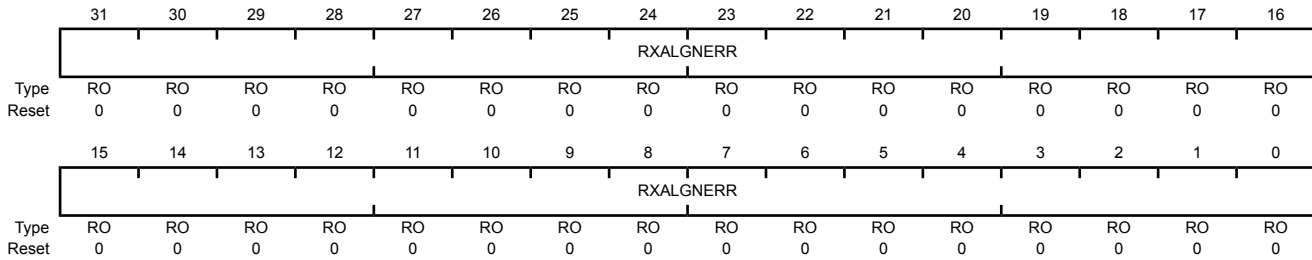 31 30 29 28 27 26 25 24 23 22 21 20 19 18 17 16
RXALGNERR
Type RO RO RO RO RO RO RO RO RO RO RO RO RO RO RO RO
Reset 0 0 0 0 0 0 0 0 0 0 0 0 0 0 0 0
15 14 13 12 11 10 9 8 7 6 5 4 3 2 1 0
RXALGNERR
Type RO RO RO RO RO RO RO RO RO RO RO RO RO RO RO RO
Reset 0 0 0 0 0 0 0 0 0 0 0 0 0 0 0 0